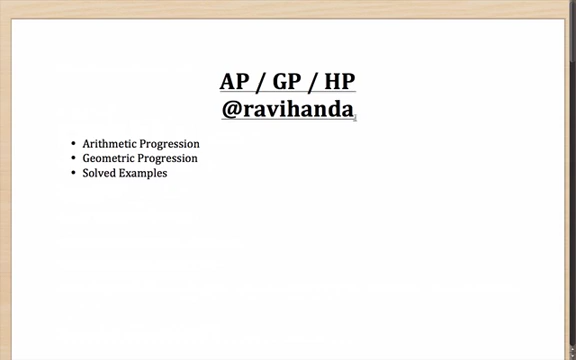 AP / GP / HP
@ravihanda
• Arithmetic Progression
• Geometric Progression
• Solved Examples